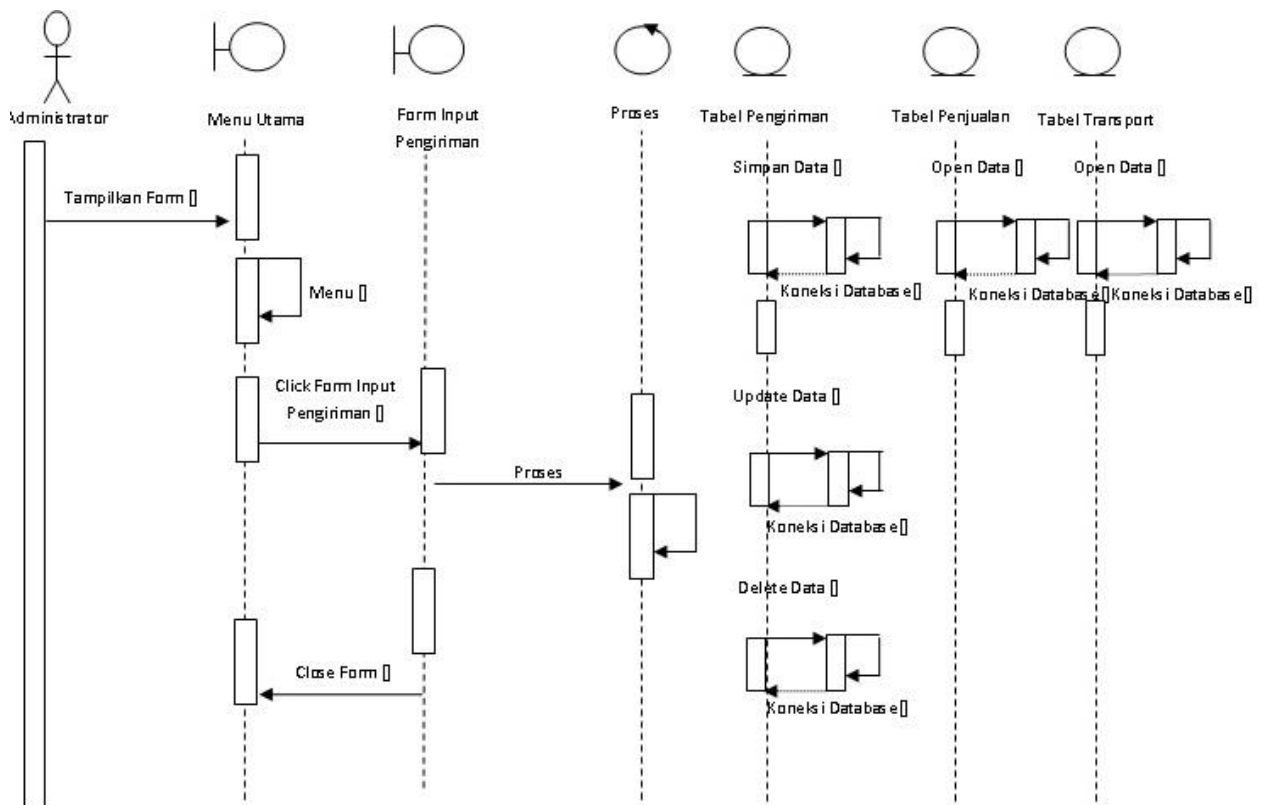 Administrator
Menu Utama
Form Input
Pengiriman
Proses
Tabel Pengiriman
Tabel Penjualan
Tabel Transport
Simpan Data []
Open Data []
Open Data []
Tampilkan Form []
Menu []
Koneksi Database[]
Koneksi Database[]
Koneksi Database[]
Click Form Input
Pengiriman []
Update Data []
Proses
Koneksi Database[]
Delete Data []
Close Form []
Koneksi Database[]